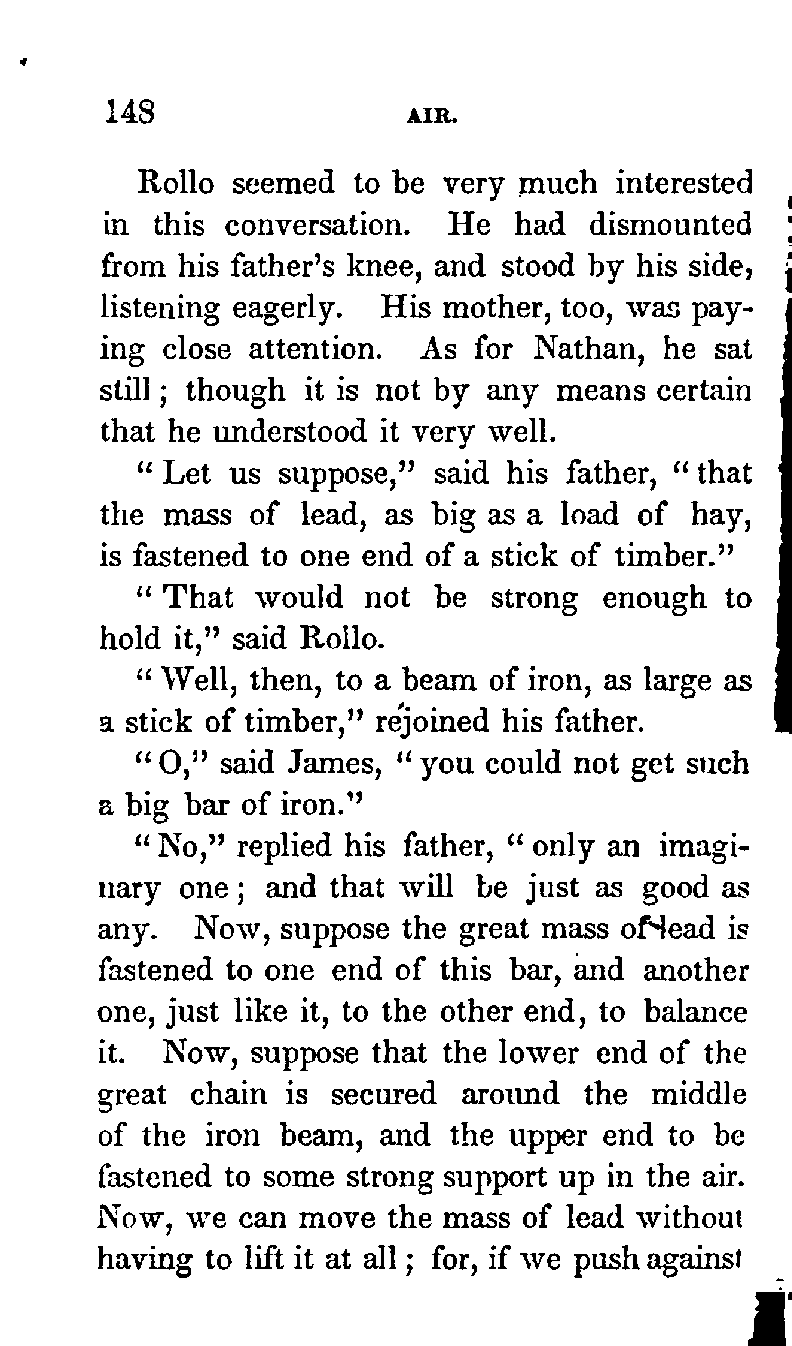 148 AIR.
Rollo seemed to be very much interested
in this conversation. He had dismounted
from his father's knee, and stood by his side,
listening eagerly. His mother, too, was pay-
ing close attention. As for Nathan, he sat
still; though it is not by any means certain
that he understood it very well.
"Let us suppose," said his father, "that
the mass of lead, as big as a load of hay,
is fastened to one end of a stick of timber."
"That would not be strong enough to
hold it," said Rollo.
"Well, then, to a beam of iron, as large as
a stick of timber," rejoined his father.
"O," said James, "you could not get such
a big bar of iron."
"No," replied his father, "only an imagi-
nary one; and that will be just as good as
any. Now, suppose the great mass of lead is
fastened to one end of this bar, and another
one, just like it, to the other end, to balance
it. Now, suppose that the lower end of the
great chain is secured around the middle
of the iron beam, and the upper end to be
fastened to some strong support up in the air.
Now, we can move the mass of lead without
having to lift it at all; for, if we push against